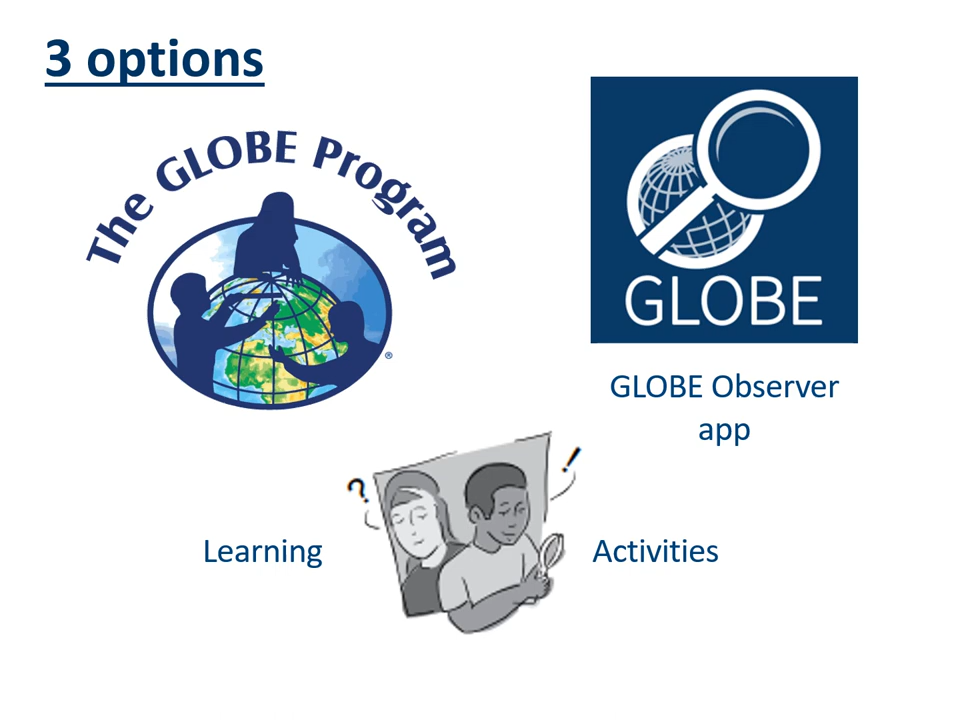 3 options
The GLOBE Program
®
GLOBE
GLOBE Observer
app
?
!
Learning
Activities